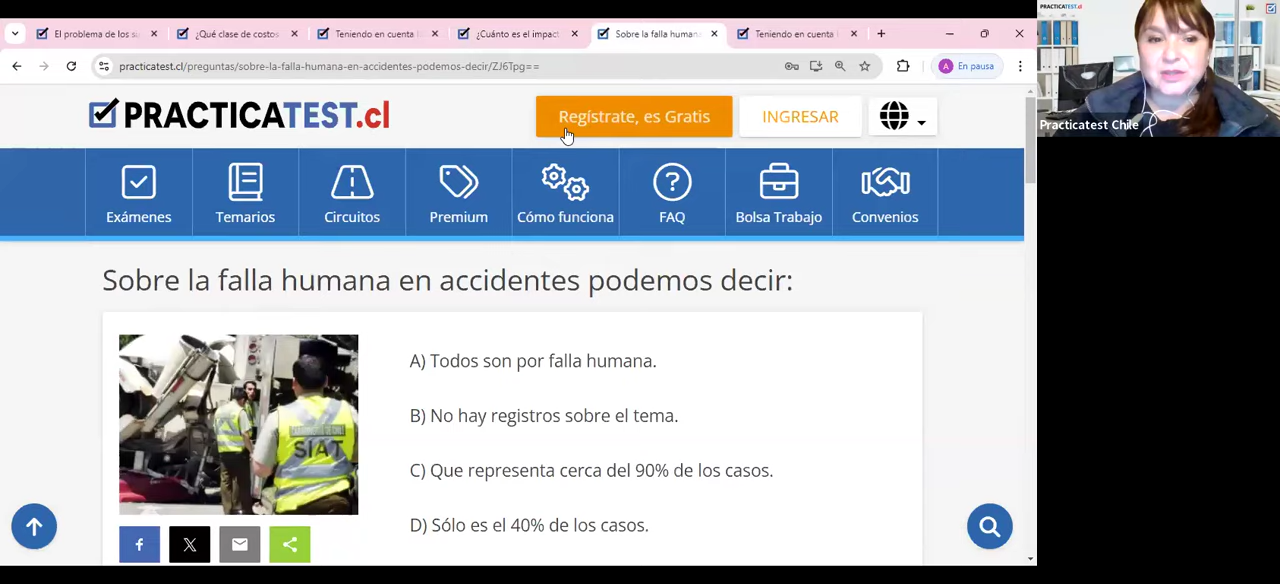 El problema de los su
¿Qué clase de costos
Teniendo en cuenta l
¿Cuánto es el impact
Sobre la falla humana
Teniendo en cuenta l
practicatest.cl/preguntas/sobre-la-falla-humana-en-accidentes-podemos-decir/ZJ6Tpg==
A En pausa
PRACTICATEST.cl
Practicatest Chile
PRACTICATEST.cl
Regístrate, es Gratis
INGRESAR
Exámenes
Temarios
Circuitos
Premium
Cómo funciona
FAQ
Bolsa Trabajo
Convenios
Sobre la falla humana en accidentes podemos decir:
A) Todos son por falla humana.
B) No hay registros sobre el tema.
C) Que representa cerca del 90% de los casos.
D) Sólo es el 40% de los casos.
SIAT